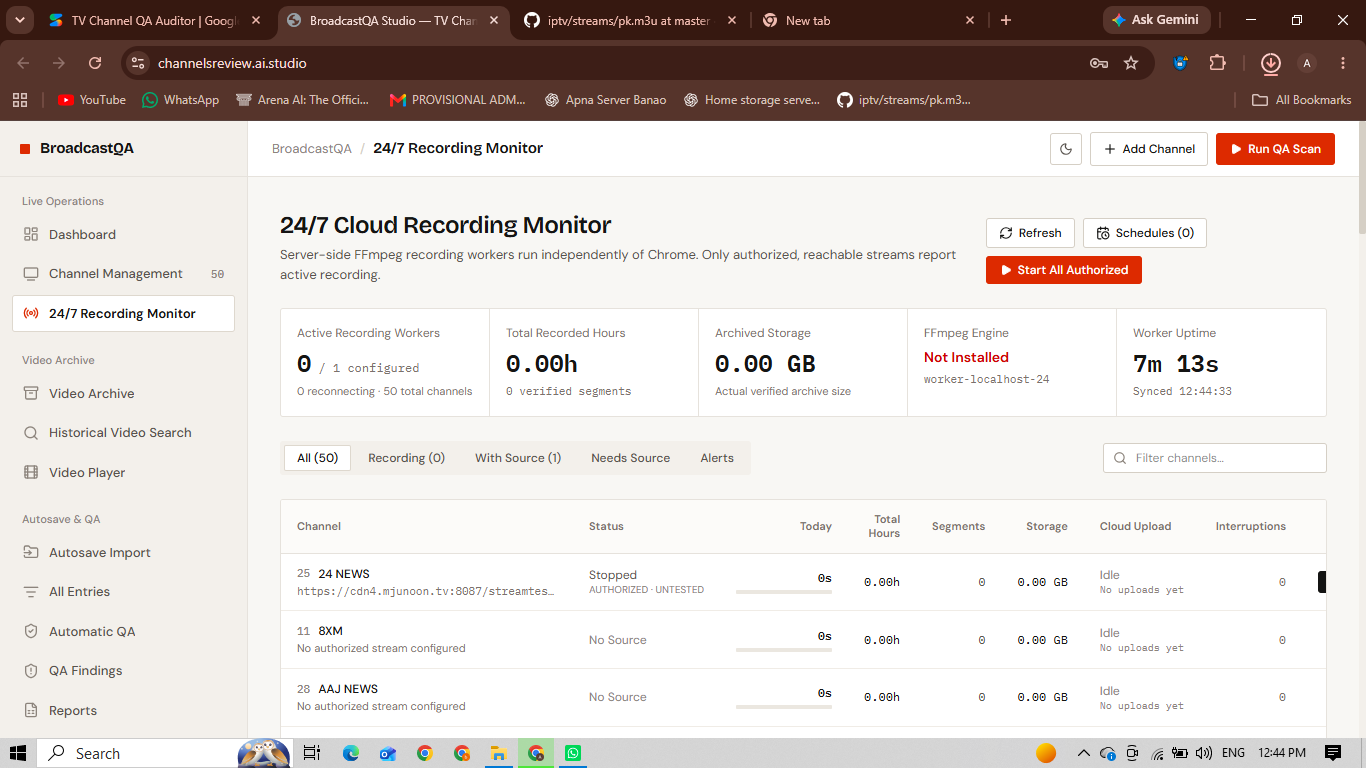 TV Channel QA Auditor | Googl
BroadcastQA Studio — TV Chan
iptv/streams/pk.m3u at master
New tab
Ask Gemini
channelsreview.ai.studio
A
YouTube
WhatsApp
Arena AI: The Offici...
PROVISIONAL ADM...
Apna Server Banao
Home storage serve...
iptv/streams/pk.m3...
All Bookmarks
BroadcastQA
BroadcastQA / 24/7 Recording Monitor
Add Channel
Run QA Scan
Live Operations
Dashboard
Channel Management 50
24/7 Recording Monitor
Video Archive
Video Archive
Historical Video Search
Video Player
Autosave & QA
Autosave Import
All Entries
Automatic QA
QA Findings
Reports
24/7 Cloud Recording Monitor
Server-side FFmpeg recording workers run independently of Chrome. Only authorized, reachable streams report
active recording.
Refresh
Schedules (0)
Start All Authorized
Active Recording Workers
0 / 1 configured
0 reconnecting · 50 total channels
Total Recorded Hours
0.00h
0 verified segments
Archived Storage
0.00 GB
Actual verified archive size
FFmpeg Engine
Not Installed
worker-localhost-24
Worker Uptime
7m 13s
Synced 12:44:33
All (50)
Recording (0)
With Source (1)
Needs Source
Alerts
Filter channels...
Channel
Status
Today
Total
Hours
Segments
Storage
Cloud Upload
Interruptions
25 24 NEWS
https://cdn4.mjunoon.tv:8087/streamtes…
Stopped
AUTHORIZED · UNTESTED
0s
0.00h
0
0.00 GB
Idle
No uploads yet
0
11 8XM
No authorized stream configured
No Source
0s
0.00h
0
0.00 GB
Idle
No uploads yet
0
28 AAJ NEWS
No authorized stream configured
No Source
0s
0.00h
0
0.00 GB
Idle
No uploads yet
0
Search
ENG
12:44 PM